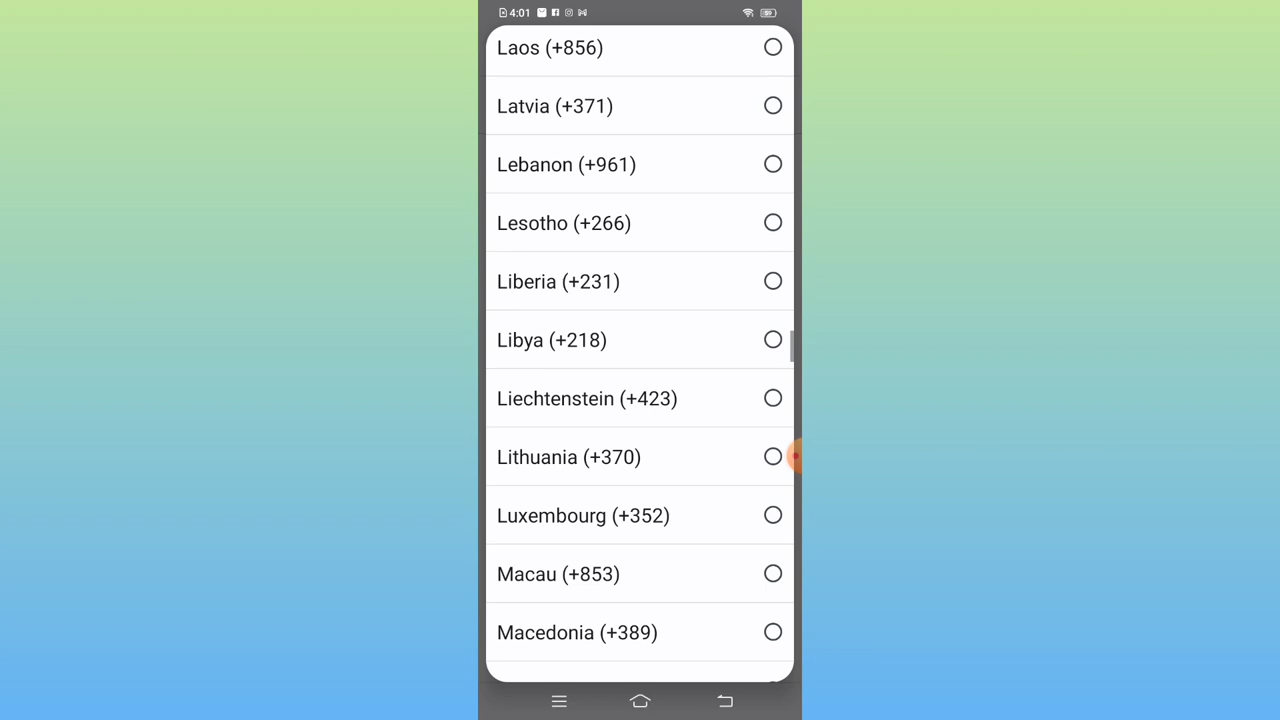 4:01
Laos (+856)
Latvia (+371)
Lebanon (+961)
Lesotho (+266)
Liberia (+231)
Libya (+218)
Liechtenstein (+423)
Lithuania (+370)
Luxembourg (+352)
Macau (+853)
Macedonia (+389)